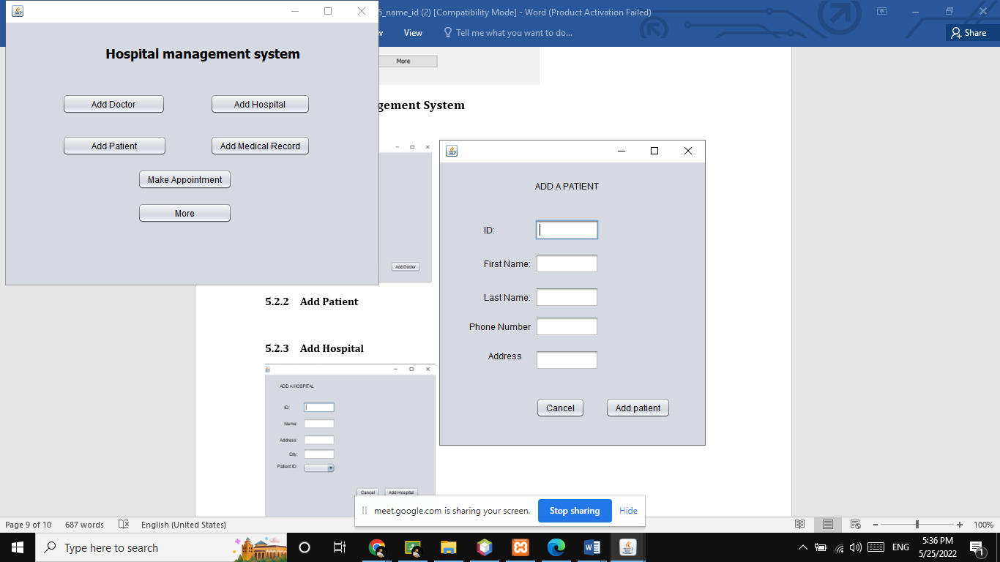 5_name_id (2) [Compatibility Mode] - Word (Product Activation Failed)
View
Tell me what you want to do...
Share
Hospital management system
Add Doctor
Add Hospital
Add Patient
Add Medical Record
Make Appointment
More
More
gement System
Add Doctor
5.2.2 Add Patient
5.2.3 Add Hospital
ADD A HOSPITAL
ID:
Name:
Address:
City:
Patient ID:
Cancel
Add Hospital
ADD A PATIENT
ID:
First Name:
Last Name:
Phone Number
Address
Cancel
Add patient
meet.google.com is sharing your screen.
Stop sharing
Hide
Page 9 of 10
687 words
English (United States)
100%
Type here to search
ENG
5:36 PM
5/25/2022
1